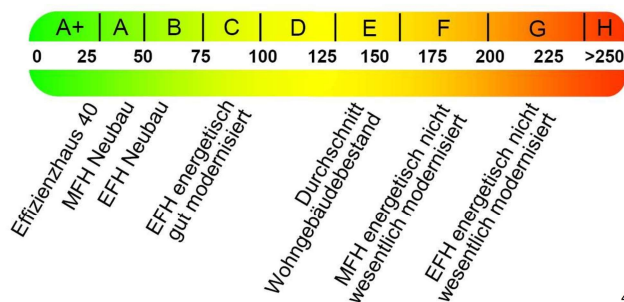 A+ A B C D E F G H
0 25 50 75 100 125 150 175 200 225 >250
Effizienzhaus 40
MFH Neubau
EFH Neubau
EFH energetisch
gut modernisiert
Durchschnitt
Wohngebäudebestand
MFH energetisch nicht
wesentlich modernisiert
EFH energetisch nicht
wesentlich modernisiert